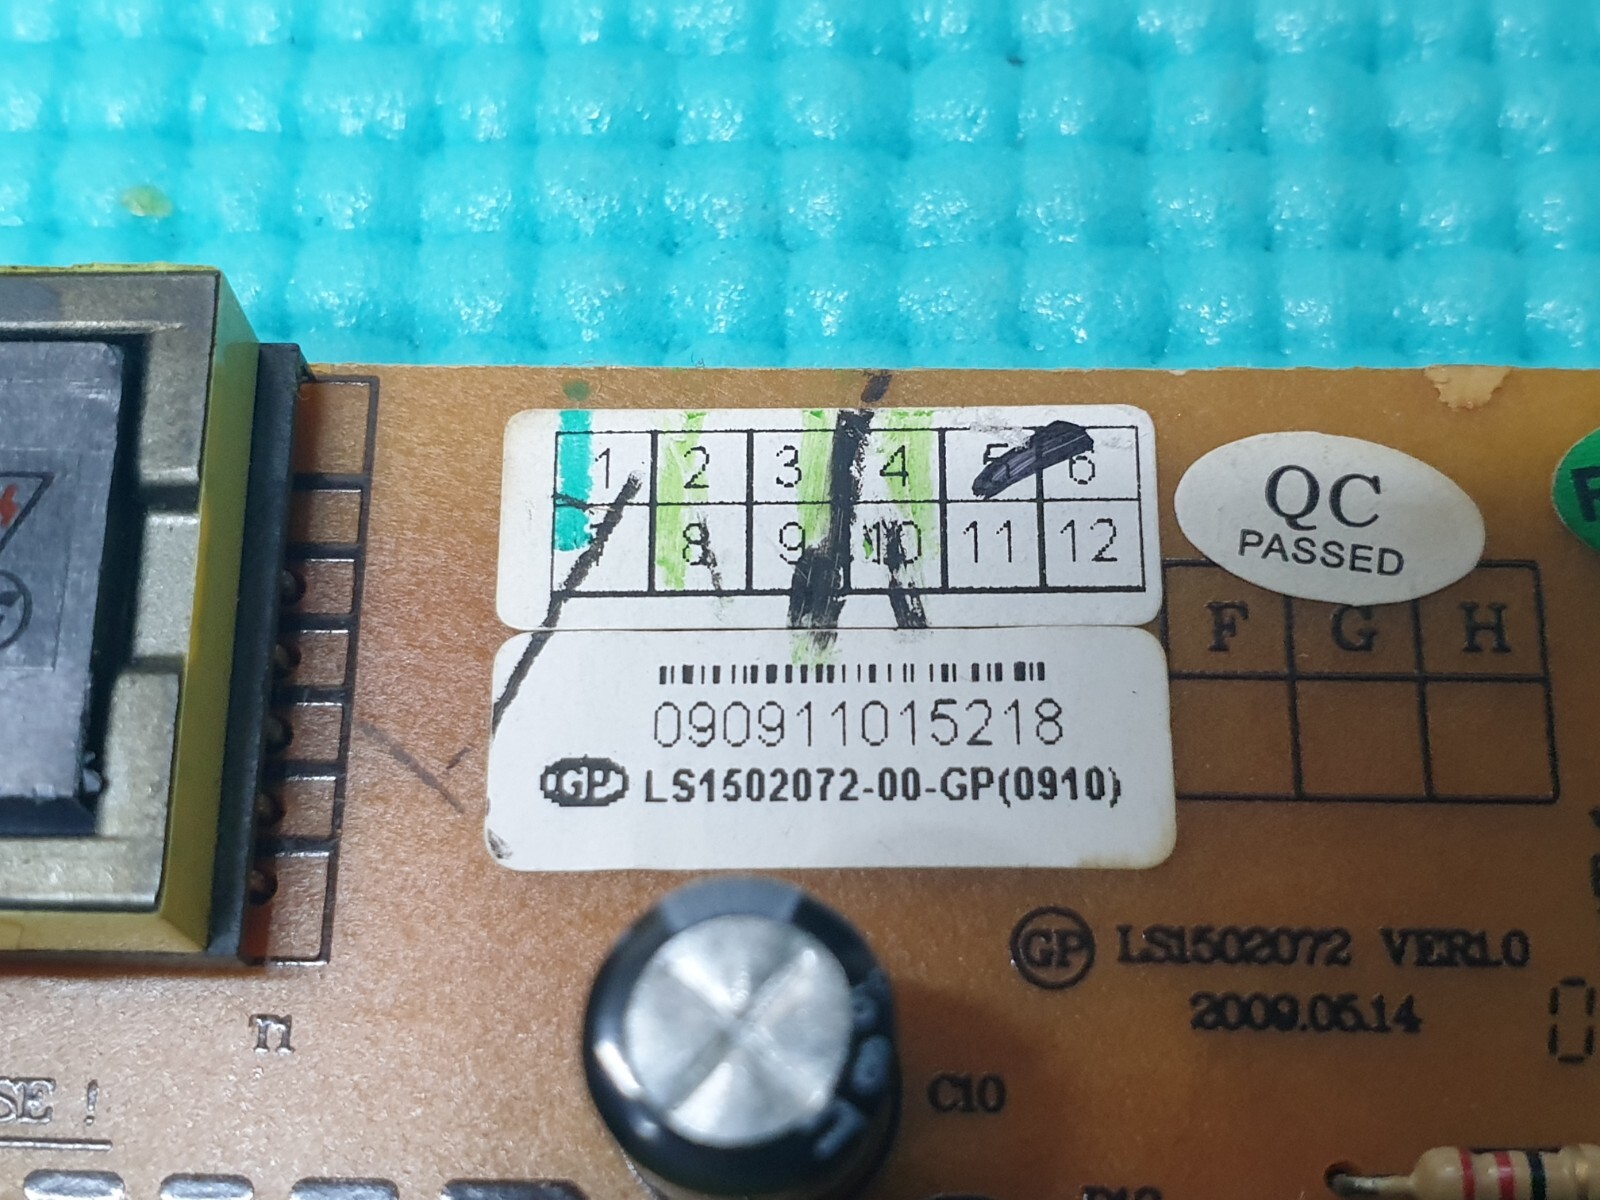 1 2 3 4 5 6
7 8 9 10 11 12
QC
PASSED
F G H
090911015218
GP LS1502072-00-GP(0910)
GP LS1502072 VER1.0
2009.05.14
n
SE !
C10